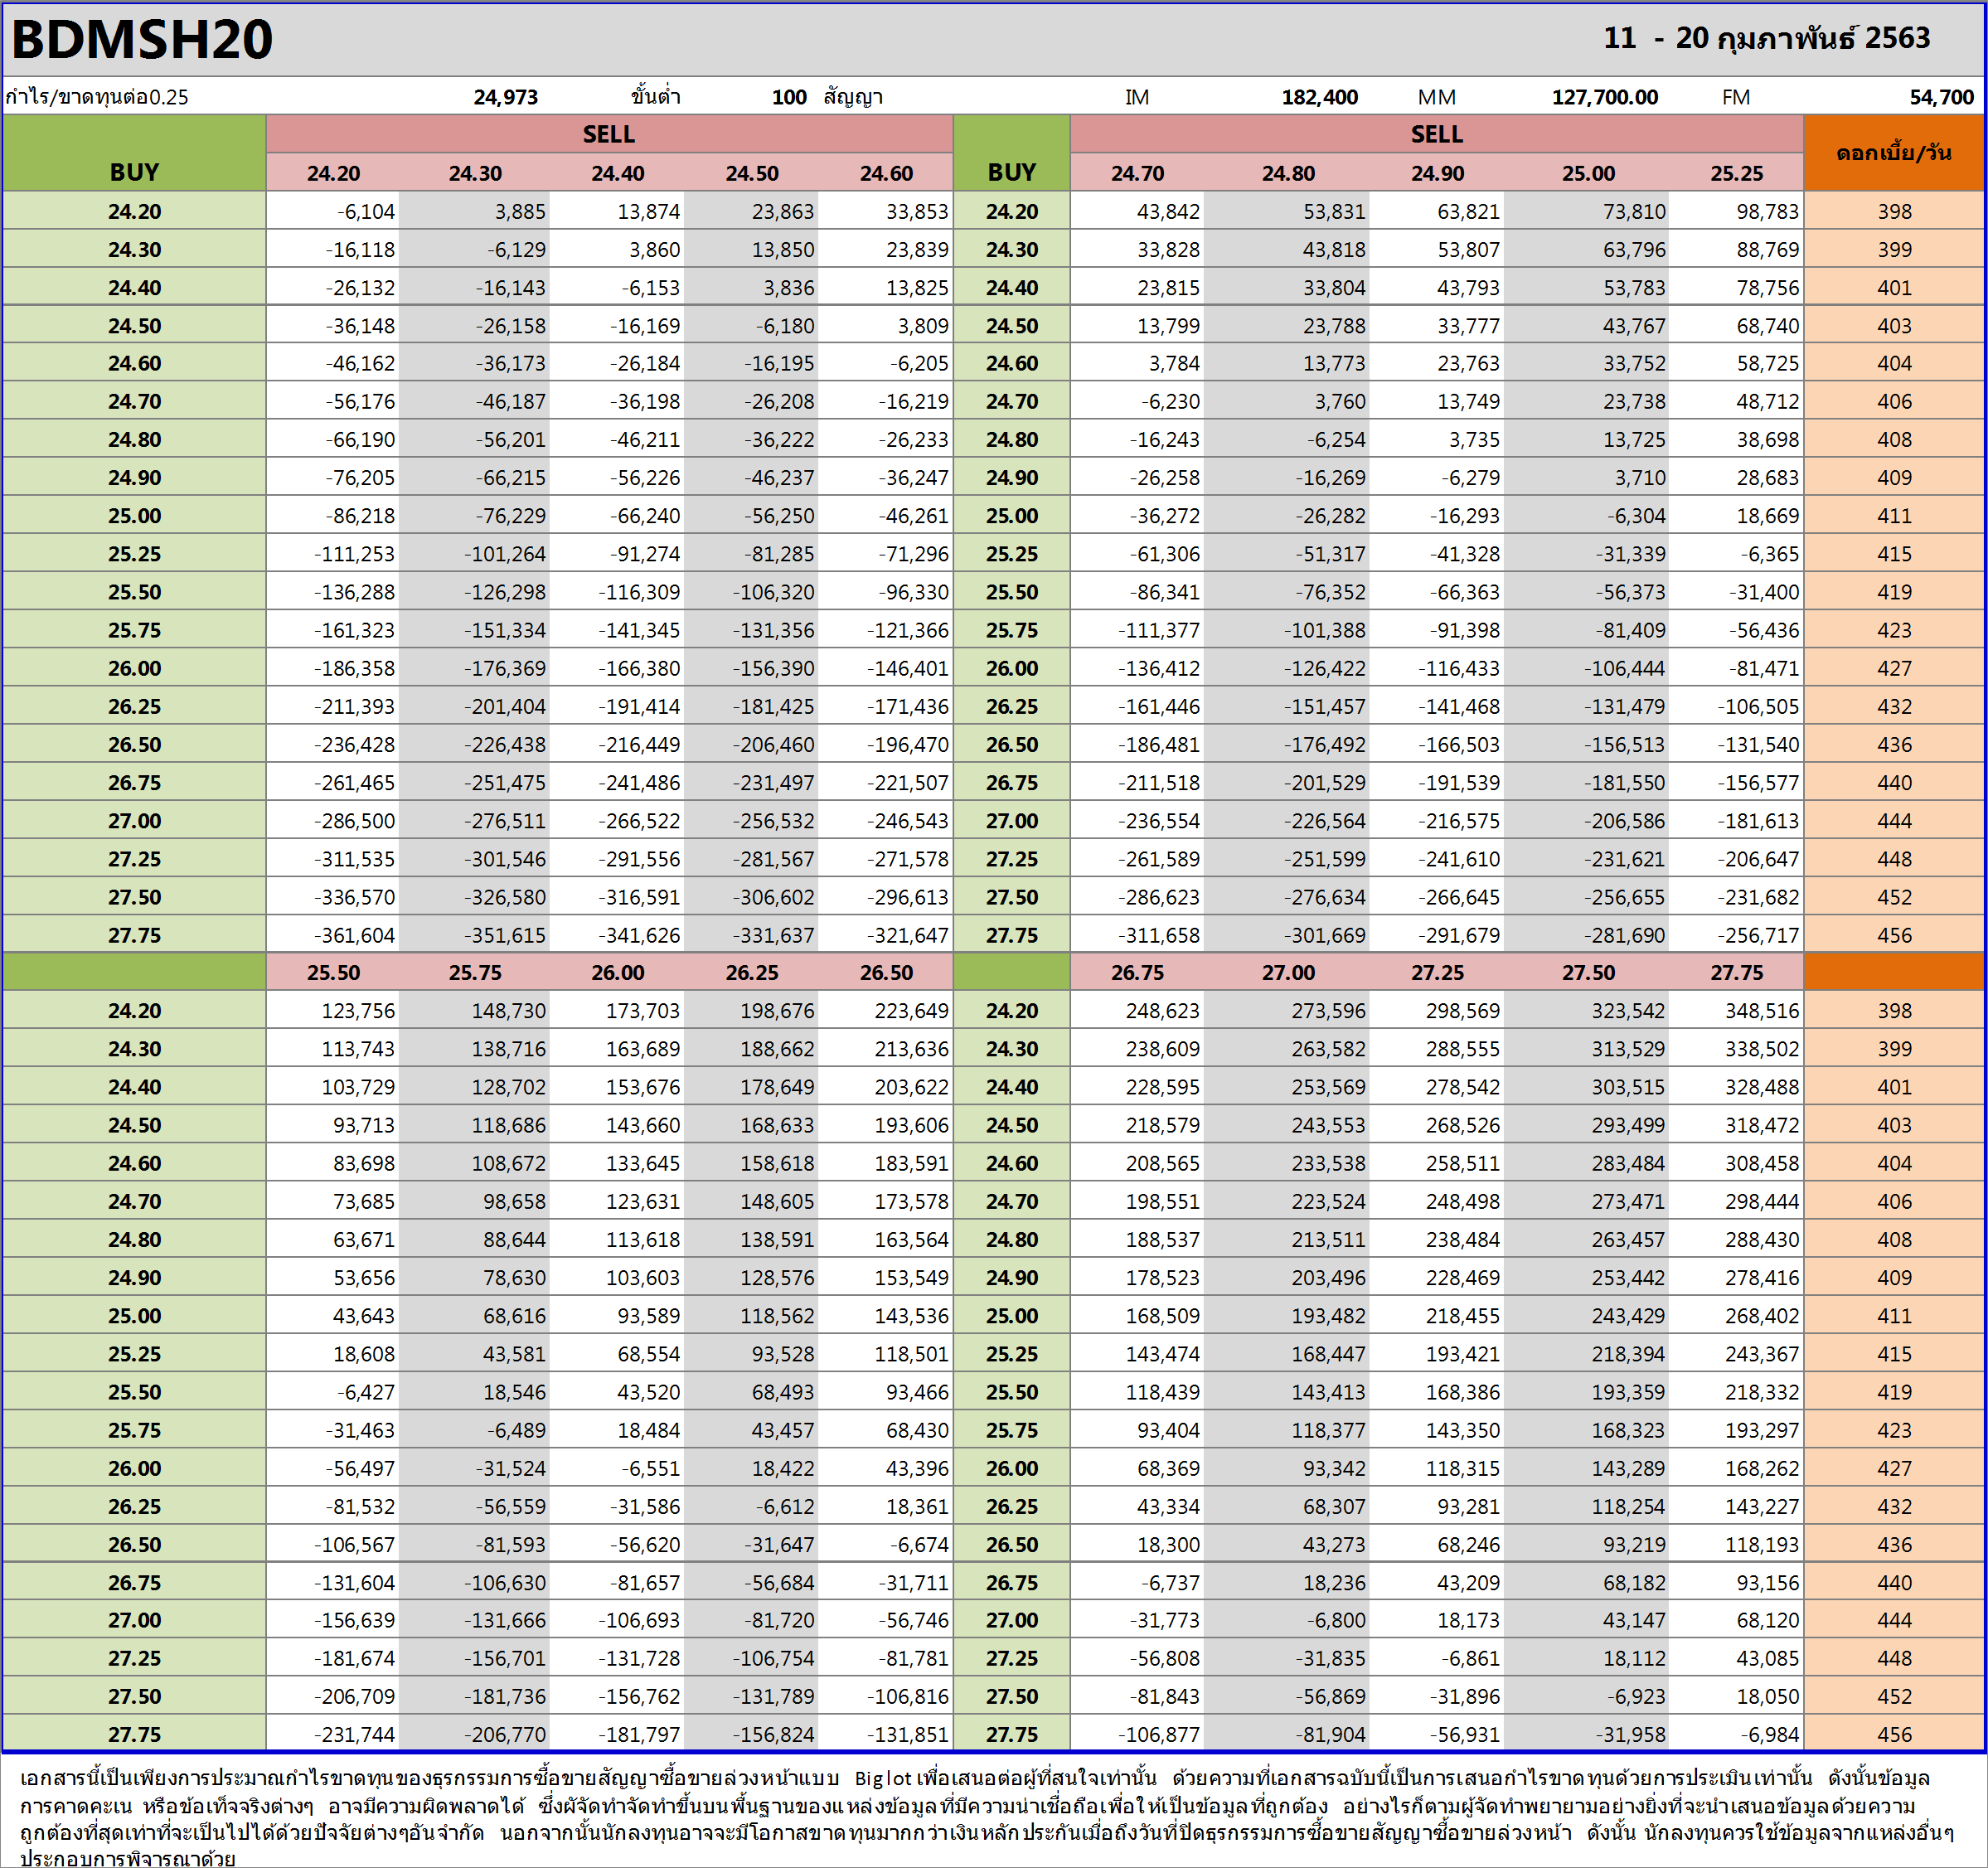 BDMSH20 11 - 20 กุมภาพันธ์ 2563
กำไร/ขาดทุนต่อ0.25 24,973 ขั้นต่ำ 100 สัญญา IM 182,400 MM 127,700.00 FM 54,700
SELL SELL ดอกเบี้ย/วัน
BUY 24.20 24.30 24.40 24.50 24.60 BUY 24.70 24.80 24.90 25.00 25.25
24.20 -6,104 3,885 13,874 23,863 33,853 24.20 43,842 53,831 63,821 73,810 98,783 398
24.30 -16,118 -6,129 3,860 13,850 23,839 24.30 33,828 43,818 53,807 63,796 88,769 399
24.40 -26,132 -16,143 -6,153 3,836 13,825 24.40 23,815 33,804 43,793 53,783 78,756 401
24.50 -36,148 -26,158 -16,169 -6,180 3,809 24.50 13,799 23,788 33,777 43,767 68,740 403
24.60 -46,162 -36,173 -26,184 -16,195 -6,205 24.60 3,784 13,773 23,763 33,752 58,725 404
24.70 -56,176 -46,187 -36,198 -26,208 -16,219 24.70 -6,230 3,760 13,749 23,738 48,712 406
24.80 -66,190 -56,201 -46,211 -36,222 -26,233 24.80 -16,243 -6,254 3,735 13,725 38,698 408
24.90 -76,205 -66,215 -56,226 -46,237 -36,247 24.90 -26,258 -16,269 -6,279 3,710 28,683 409
25.00 -86,218 -76,229 -66,240 -56,250 -46,261 25.00 -36,272 -26,282 -16,293 -6,304 18,669 411
25.25 -111,253 -101,264 -91,274 -81,285 -71,296 25.25 -61,306 -51,317 -41,328 -31,339 -6,365 415
25.50 -136,288 -126,298 -116,309 -106,320 -96,330 25.50 -86,341 -76,352 -66,363 -56,373 -31,400 419
25.75 -161,323 -151,334 -141,345 -131,356 -121,366 25.75 -111,377 -101,388 -91,398 -81,409 -56,436 423
26.00 -186,358 -176,369 -166,380 -156,390 -146,401 26.00 -136,412 -126,422 -116,433 -106,444 -81,471 427
26.25 -211,393 -201,404 -191,414 -181,425 -171,436 26.25 -161,446 -151,457 -141,468 -131,479 -106,505 432
26.50 -236,428 -226,438 -216,449 -206,460 -196,470 26.50 -186,481 -176,492 -166,503 -156,513 -131,540 436
26.75 -261,465 -251,475 -241,486 -231,497 -221,507 26.75 -211,518 -201,529 -191,539 -181,550 -156,577 440
27.00 -286,500 -276,511 -266,522 -256,532 -246,543 27.00 -236,554 -226,564 -216,575 -206,586 -181,613 444
27.25 -311,535 -301,546 -291,556 -281,567 -271,578 27.25 -261,589 -251,599 -241,610 -231,621 -206,647 448
27.50 -336,570 -326,580 -316,591 -306,602 -296,613 27.50 -286,623 -276,634 -266,645 -256,655 -231,682 452
27.75 -361,604 -351,615 -341,626 -331,637 -321,647 27.75 -311,658 -301,669 -291,679 -281,690 -256,717 456
25.50 25.75 26.00 26.25 26.50 26.75 27.00 27.25 27.50 27.75
24.20 123,756 148,730 173,703 198,676 223,649 24.20 248,623 273,596 298,569 323,542 348,516 398
24.30 113,743 138,716 163,689 188,662 213,636 24.30 238,609 263,582 288,555 313,529 338,502 399
24.40 103,729 128,702 153,676 178,649 203,622 24.40 228,595 253,569 278,542 303,515 328,488 401
24.50 93,713 118,686 143,660 168,633 193,606 24.50 218,579 243,553 268,526 293,499 318,472 403
24.60 83,698 108,672 133,645 158,618 183,591 24.60 208,565 233,538 258,511 283,484 308,458 404
24.70 73,685 98,658 123,631 148,605 173,578 24.70 198,551 223,524 248,498 273,471 298,444 406
24.80 63,671 88,644 113,618 138,591 163,564 24.80 188,537 213,511 238,484 263,457 288,430 408
24.90 53,656 78,630 103,603 128,576 153,549 24.90 178,523 203,496 228,469 253,442 278,416 409
25.00 43,643 68,616 93,589 118,562 143,536 25.00 168,509 193,482 218,455 243,429 268,402 411
25.25 18,608 43,581 68,554 93,528 118,501 25.25 143,474 168,447 193,421 218,394 243,367 415
25.50 -6,427 18,546 43,520 68,493 93,466 25.50 118,439 143,413 168,386 193,359 218,332 419
25.75 -31,463 -6,489 18,484 43,457 68,430 25.75 93,404 118,377 143,350 168,323 193,297 423
26.00 -56,497 -31,524 -6,551 18,422 43,396 26.00 68,369 93,342 118,315 143,289 168,262 427
26.25 -81,532 -56,559 -31,586 -6,612 18,361 26.25 43,334 68,307 93,281 118,254 143,227 432
26.50 -106,567 -81,593 -56,620 -31,647 -6,674 26.50 18,300 43,273 68,246 93,219 118,193 436
26.75 -131,604 -106,630 -81,657 -56,684 -31,711 26.75 -6,737 18,236 43,209 68,182 93,156 440
27.00 -156,639 -131,666 -106,693 -81,720 -56,746 27.00 -31,773 -6,800 18,173 43,147 68,120 444
27.25 -181,674 -156,701 -131,728 -106,754 -81,781 27.25 -56,808 -31,835 -6,861 18,112 43,085 448
27.50 -206,709 -181,736 -156,762 -131,789 -106,816 27.50 -81,843 -56,869 -31,896 -6,923 18,050 452
27.75 -231,744 -206,770 -181,797 -156,824 -131,851 27.75 -106,877 -81,904 -56,931 -31,958 -6,984 456
เอกสารนี้เป็นเพียงการประมาณกำไรขาดทุนของธุรกรรมการซื้อขายสัญญาซื้อขายล่วงหน้าแบบ Big lot เพื่อเสนอต่อผู้ที่สนใจเท่านั้น ด้วยความที่เอกสารฉบับนี้เป็นการเสนอกำไรขาดทุนด้วยการประเมินเท่านั้น ดังนั้นข้อมูล
การคาดคะเน หรือข้อเท็จจริงต่างๆ อาจมีความผิดพลาดได้ ซึ่งผัจัดทำจัดทำขึ้นบนพื้นฐานของแหล่งข้อมูลที่มีความน่าเชื่อถือเพื่อให้เป็นข้อมูลที่ถูกต้อง อย่างไรก็ตามผู้จัดทำพยายามอย่างยิ่งที่จะนำเสนอข้อมูลด้วยความ
ถูกต้องที่สุดเท่าที่จะเป็นไปได้ด้วยปัจจัยต่างๆอันจำกัด นอกจากนั้นนักลงทุนอาจจะมีโอกาสขาดทุนมากกว่าเงินหลักประกันเมื่อถึงวันที่ปิดธุรกรรมการซื้อขายสัญญาซื้อขายล่วงหน้า ดังนั้น นักลงทุนควรใช้ข้อมูลจากแหล่งอื่นๆ
ประกอบการพิจารณาด้วย